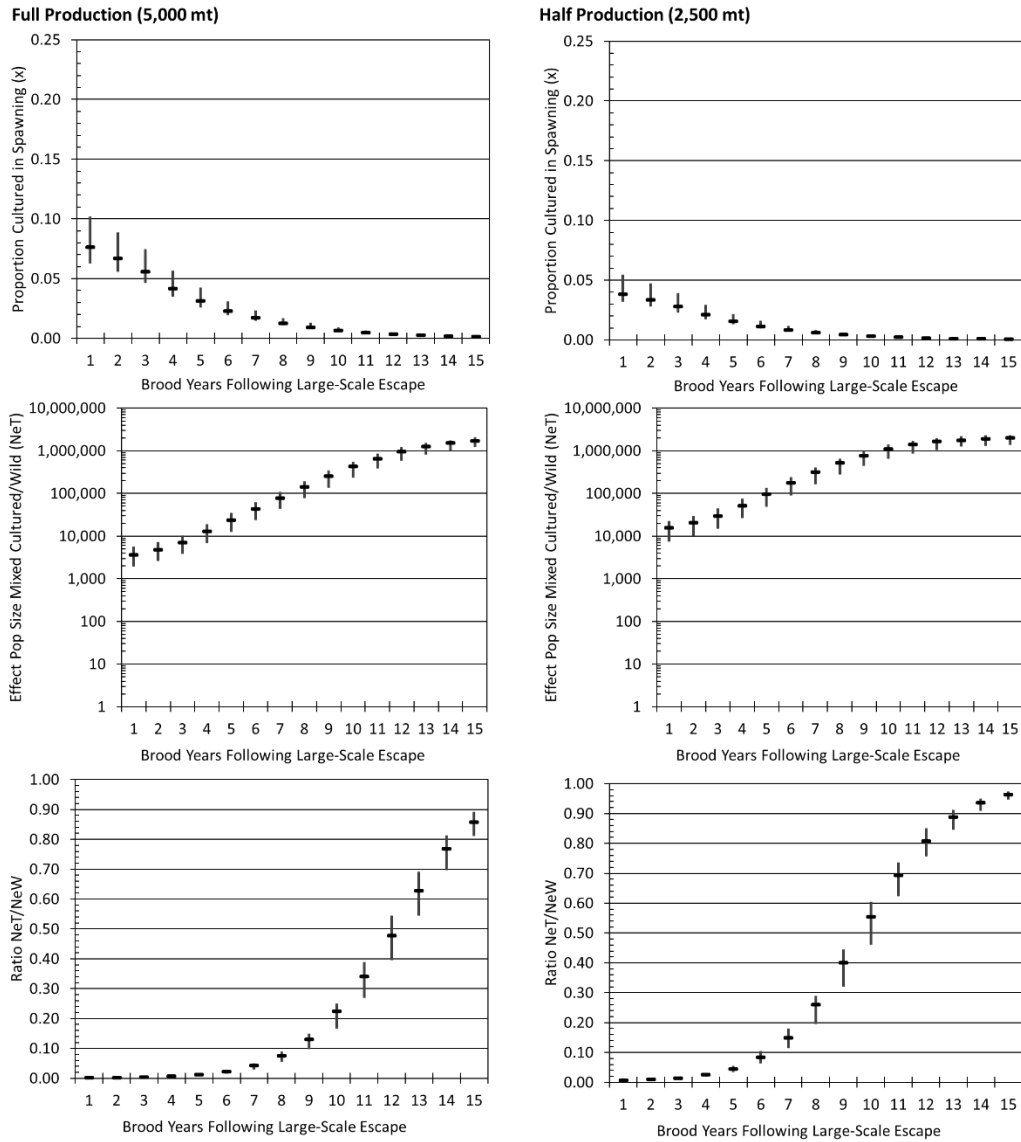 Full Production (5,000 mt)
Proportion Cultured in Spawning (x)
0.25
0.20
0.15
0.10
0.05
0.00
1 2 3 4 5 6 7 8 9 10 11 12 13 14 15
Brood Years Following Large-Scale Escape
Effect Pop Size Mixed Cultured/Wild (NeT)
10,000,000
1,000,000
100,000
10,000
1,000
100
10
1
1 2 3 4 5 6 7 8 9 10 11 12 13 14 15
Brood Years Following Large-Scale Escape
Ratio NeT/NeW
1.00
0.90
0.80
0.70
0.60
0.50
0.40
0.30
0.20
0.10
0.00
1 2 3 4 5 6 7 8 9 10 11 12 13 14 15
Brood Years Following Large-Scale Escape
Half Production (2,500 mt)
Proportion Cultured in Spawning (x)
0.25
0.20
0.15
0.10
0.05
0.00
1 2 3 4 5 6 7 8 9 10 11 12 13 14 15
Brood Years Following Large-Scale Escape
Effect Pop Size Mixed Cultured/Wild (NeT)
10,000,000
1,000,000
100,000
10,000
1,000
100
10
1
1 2 3 4 5 6 7 8 9 10 11 12 13 14 15
Brood Years Following Large-Scale Escape
Ratio NeT/NeW
1.00
0.90
0.80
0.70
0.60
0.50
0.40
0.30
0.20
0.10
0.00
1 2 3 4 5 6 7 8 9 10 11 12 13 14 15
Brood Years Following Large-Scale Escape